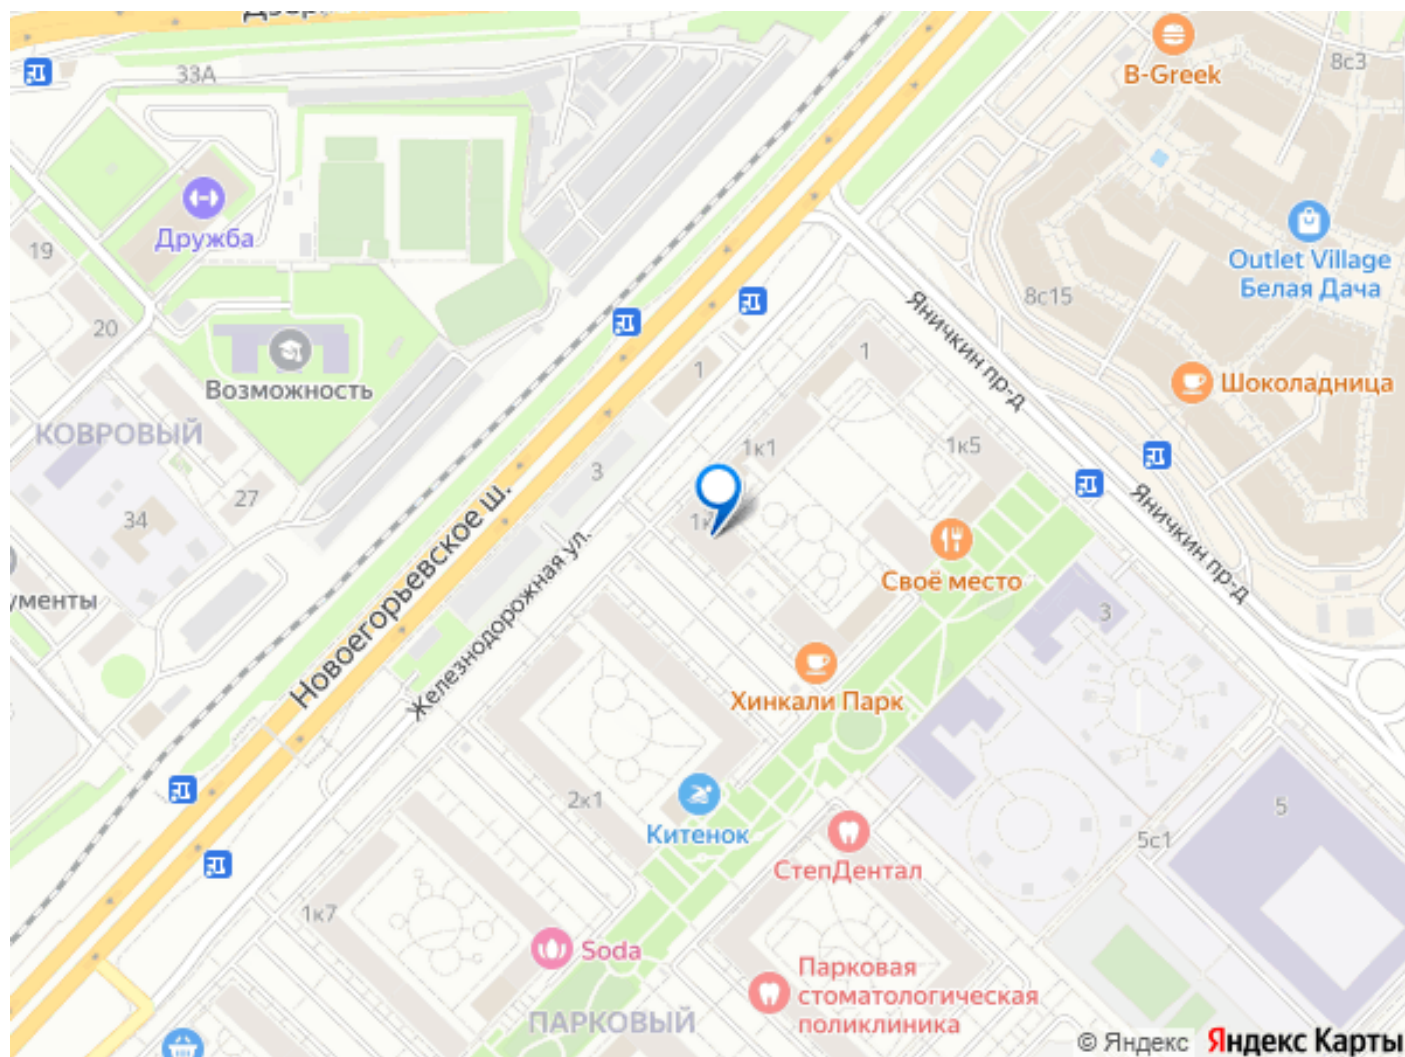 33А
B-Greek
8с3
Дружба
19
Outlet Village
Белая Дача
8с15
20
Яничкин пр-д
1
1
Возможность
Шоколадница
КОВРОВЫЙ
1к1
1к5
3
27
34
Новоегорьевское ш.
Железнодорожная ул.
Яничкин пр-д
Своё место
3
Хинкали Парк
2к1
Китенок
5
5с1
СтепДентал
1к7
Soda
Парковая
стоматологическая
поликлиника
ПАРКОВЫЙ
© Яндекс Яндекс Карты